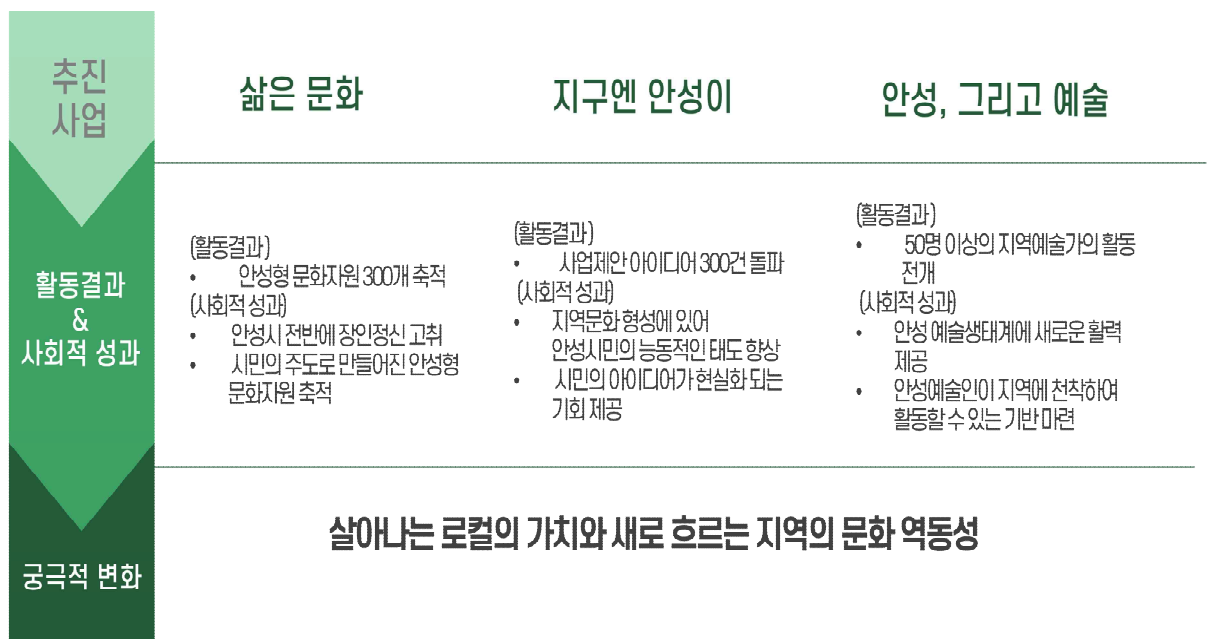 추진
사업
삶은 문화
지구엔 안성이
안성, 그리고 예술
활동결과
&
사회적 성과
(활동결과)
• 안성형 문화자원 300개 축적
(사회적 성과)
• 안성시 전반에 장인정신 고취
• 시민의 주도로 만들어진 안성형
문화자원 축적
(활동결과)
• 사업제안 아이디어 300건 돌파
(사회적 성과)
• 지역문화 형성에 있어
안성시민의 능동적인 태도 향상
• 시민의 아이디어가 현실화 되는
기회 제공
(활동결과)
• 50명 이상의 지역예술가의 활동
전개
(사회적 성과)
• 안성 예술생태계에 새로운 활력
제공
• 안성예술인이 지역에 천착하여
활동할 수 있는 기반 마련
궁극적 변화
살아나는 로컬의 가치와 새로 흐르는 지역의 문화 역동성